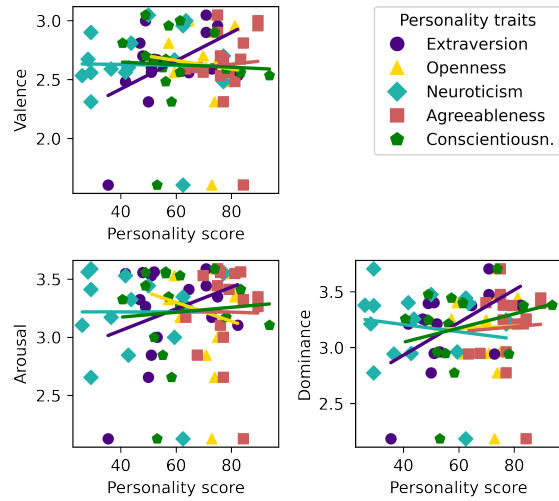 Personality traits
Extraversion
Openness
Neuroticism
Agreeableness
Conscientiousn.
Valence
3.0
2.5
2.0
40 60 80
Personality score
Arousal
3.5
3.0
2.5
40 60 80
Personality score
Dominance
3.5
3.0
2.5
40 60 80
Personality score